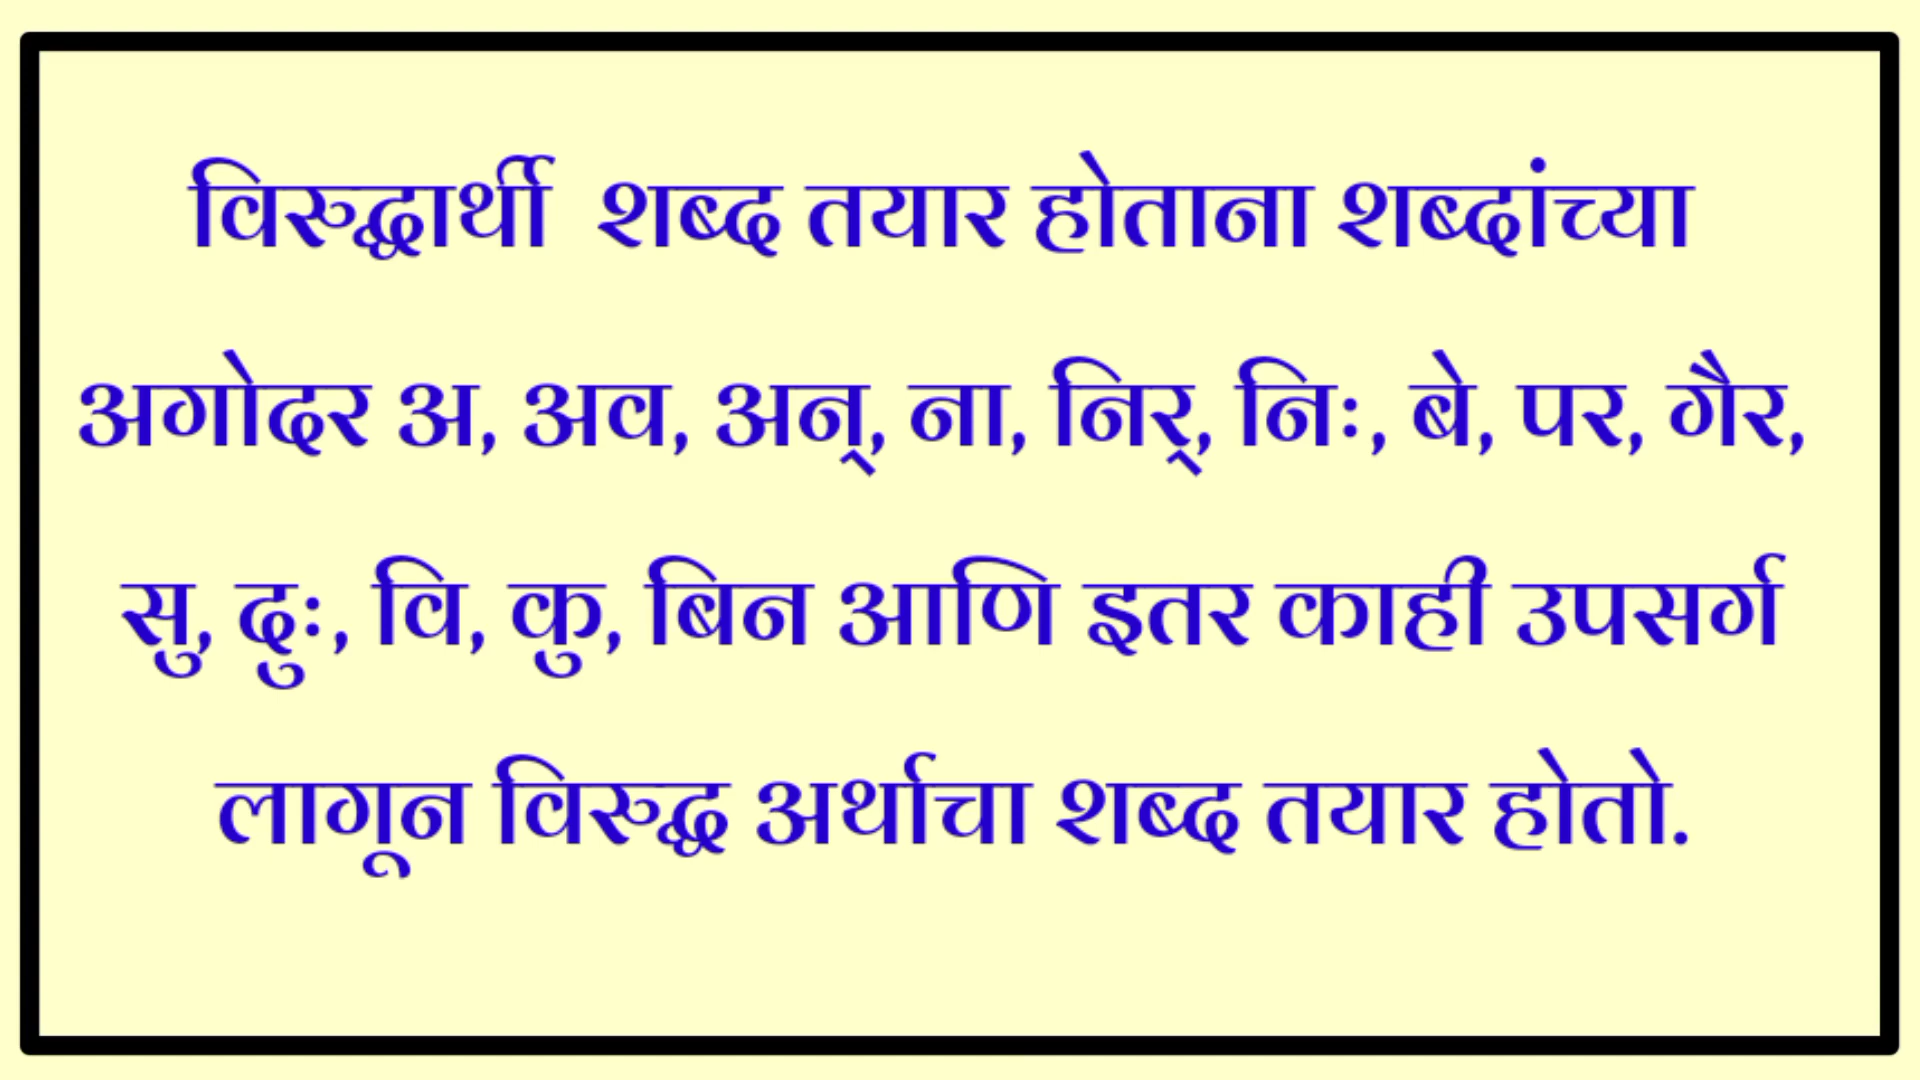 विरुद्धार्थी शब्द तयार होताना शब्दांच्या
अगोदर अ, अव, अन्, ना, निर्, निः, बे, पर, गैर,
सु, दुः, वि, कु, बिन आणि इतर काही उपसर्ग
लागून विरुद्ध अर्थाचा शब्द तयार होतो.